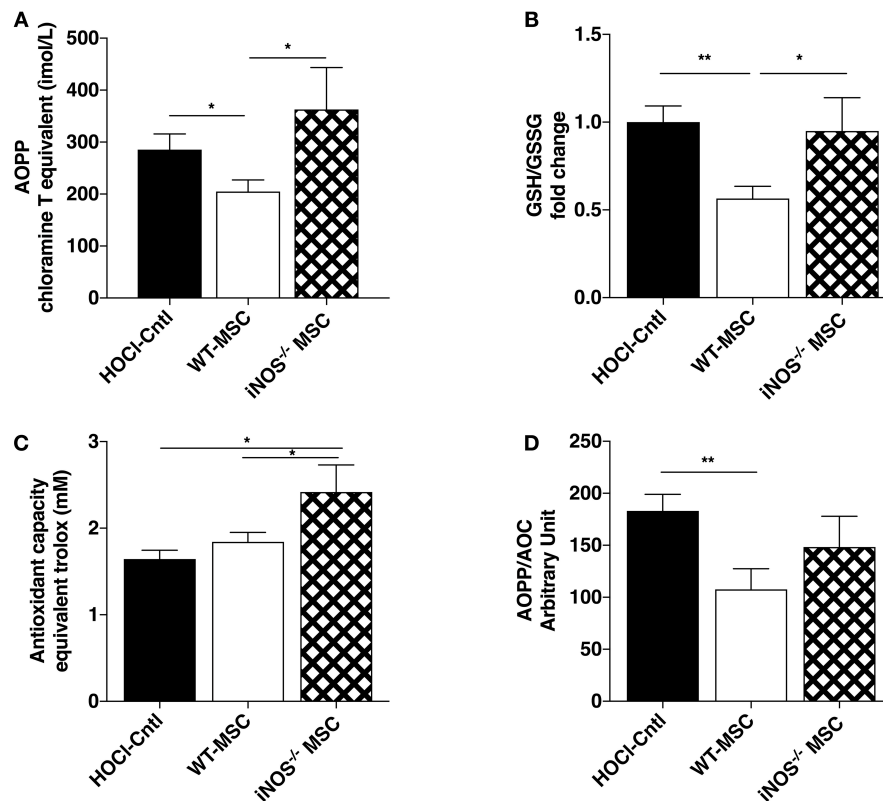 A
AOPP
chloramine T equivalent (imol/L)
500
400
300
200
100
0
*
*
HOCl-Cntl
WT-MSC
iNOS-/- MSC
B
GSH/GSSG
fold change
1.5
1.0
0.5
0.0
**
*
HOCl-Cntl
WT-MSC
iNOS-/- MSC
C
Antioxidant capacity
equivalent trolox (mM)
3
2
1
0
*
*
HOCl-Cntl
WT-MSC
iNOS-/- MSC
D
AOPP/AOC
Arbitrary Unit
250
200
150
100
50
0
**
HOCl-Cntl
WT-MSC
iNOS-/- MSC